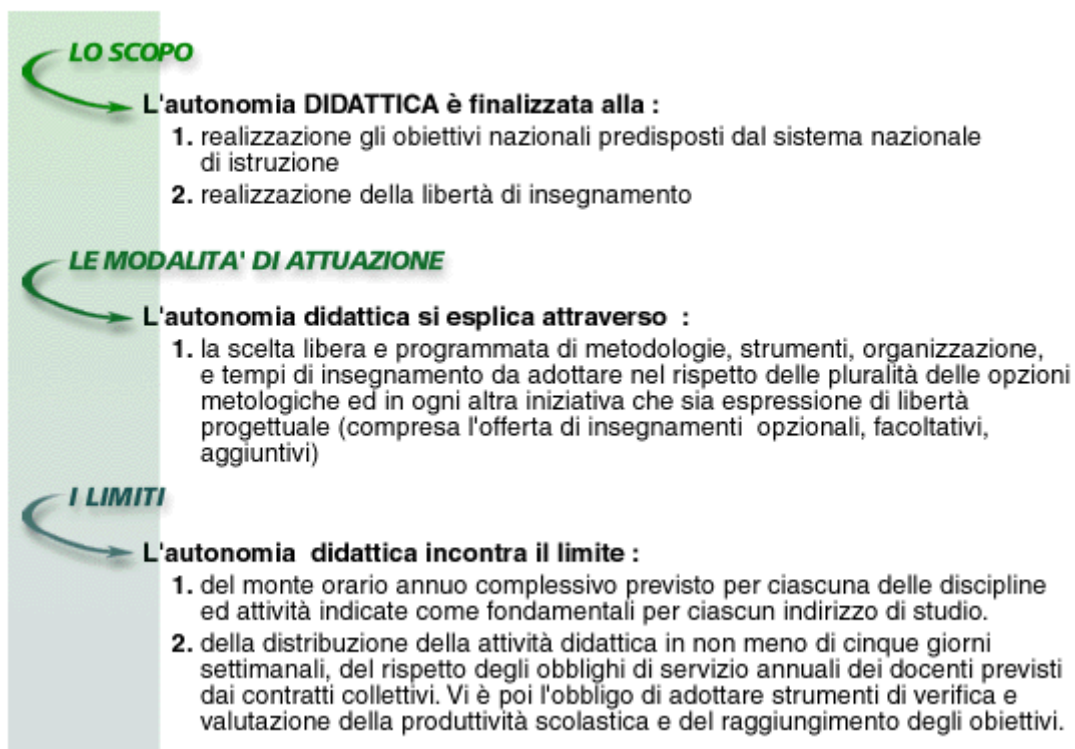 LO SCOPO
L'autonomia DIDATTICA è finalizzata alla :
1. realizzazione gli obiettivi nazionali predisposti dal sistema nazionale
di istruzione
2. realizzazione della libertà di insegnamento
LE MODALITA' DI ATTUAZIONE
L'autonomia didattica si esplica attraverso :
1. la scelta libera e programmata di metodologie, strumenti, organizzazione,
e tempi di insegnamento da adottare nel rispetto delle pluralità delle opzioni
metologiche ed in ogni altra iniziativa che sia espressione di libertà
progettuale (compresa l'offerta di insegnamenti opzionali, facoltativi,
aggiuntivi)
I LIMITI
L'autonomia didattica incontra il limite :
1. del monte orario annuo complessivo previsto per ciascuna delle discipline
ed attività indicate come fondamentali per ciascun indirizzo di studio.
2. della distribuzione della attività didattica in non meno di cinque giorni
settimanali, del rispetto degli obblighi di servizio annuali dei docenti previsti
dai contratti collettivi. Vi è poi l'obbligo di adottare strumenti di verifica e
valutazione della produttività scolastica e del raggiungimento degli obiettivi.